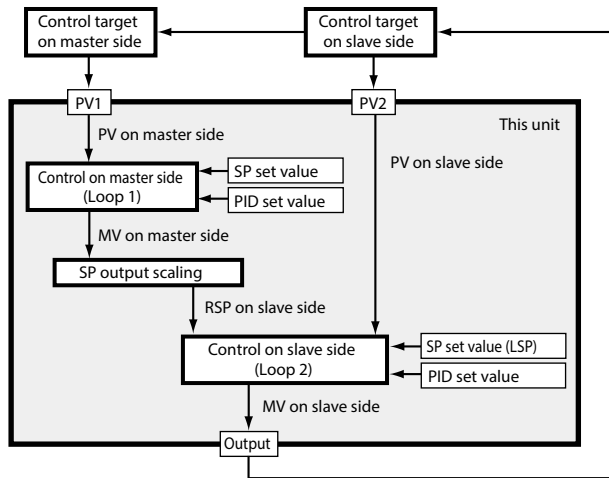 Control target
on master side
Control target
on slave side
PV1
PV2
This unit
PV on master side
PV on slave side
Control on master side
(Loop 1)
SP set value
PID set value
MV on master side
SP output scaling
RSP on slave side
Control on slave side
(Loop 2)
SP set value (LSP)
PID set value
MV on slave side
Output